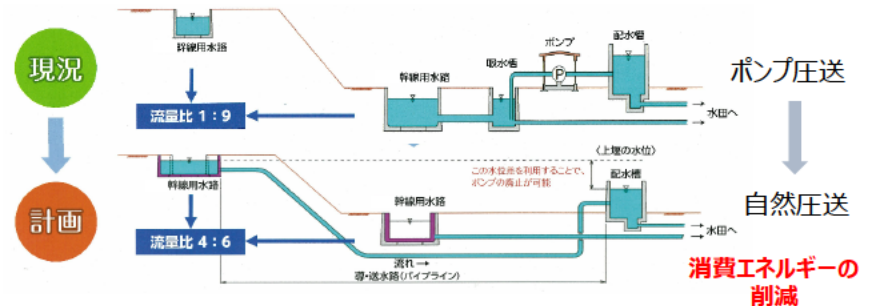 現況
計画
幹線用水路
流量比 1:9
幹線用水路
吸水槽
ポンプ
P
配水槽
水田へ
ポンプ圧送
幹線用水路
流量比 4:6
幹線用水路
この水位差を利用することで、
ポンプの廃止が可能
〈上堰の水位〉
配水槽
水田へ
流れ
導・送水路(パイプライン)
自然圧送
消費エネルギーの
削減